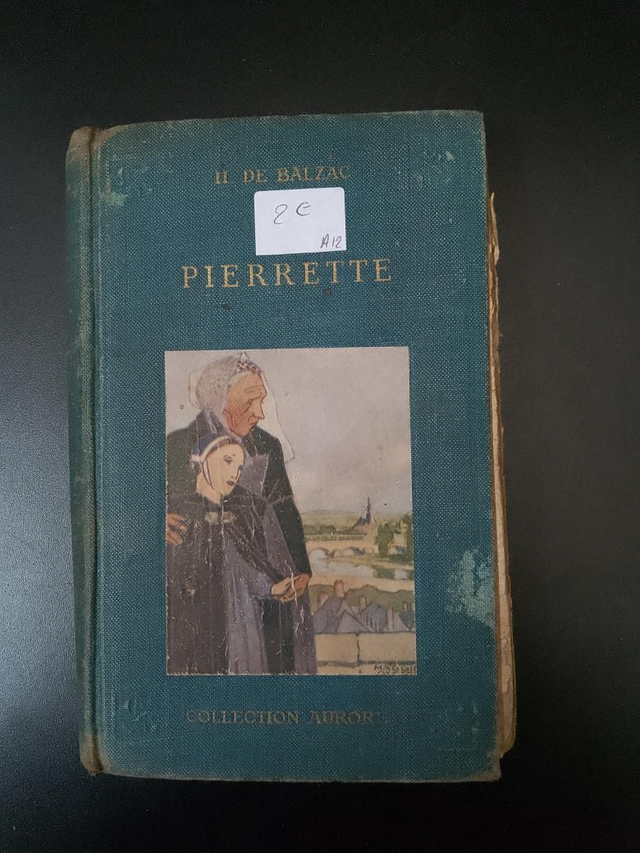 H. DE BALZAC
2 €
A12
PIERRETTE
COLLECTION AURORE